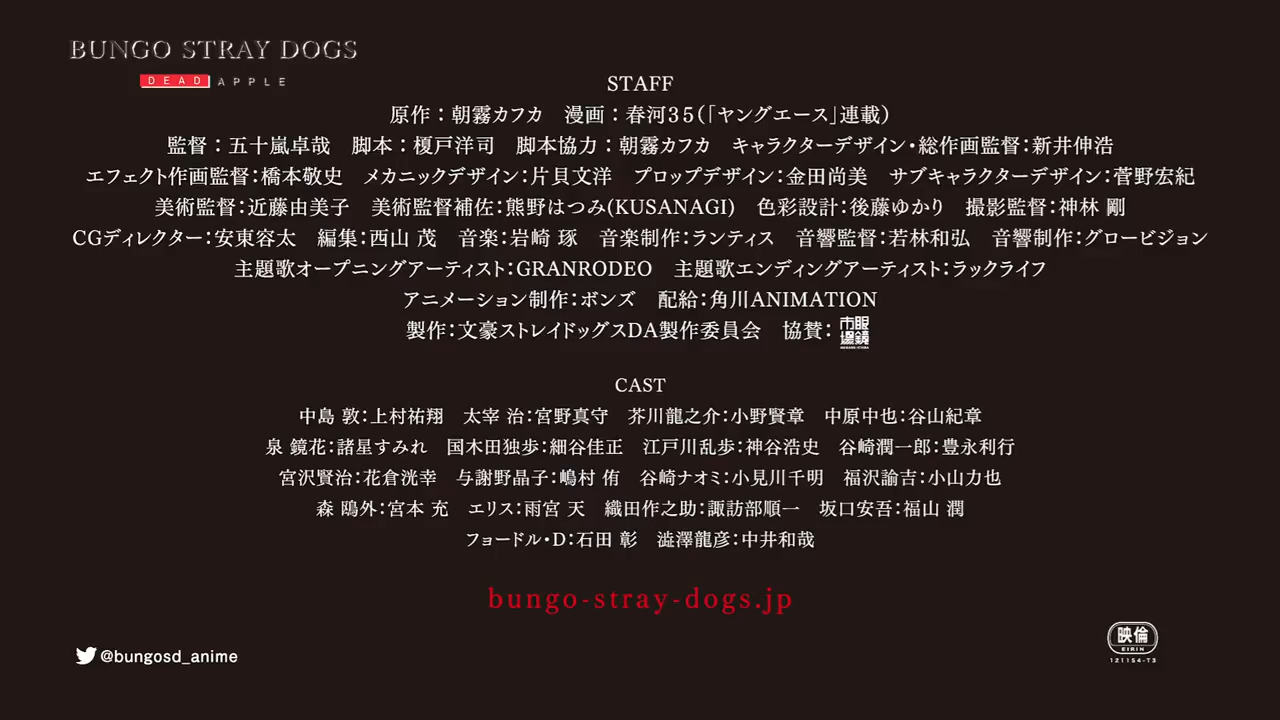 BUNGO STRAY DOGS
DEAD APPLE
STAFF
原作：朝霧カフカ　漫画：春河35（「ヤングエース」連載）
監督：五十嵐卓哉　脚本：榎戸洋司　脚本協力：朝霧カフカ　キャラクターデザイン・総作画監督：新井伸浩
エフェクト作画監督：橋本敬史　メカニックデザイン：片貝文洋　プロップデザイン：金田尚美　サブキャラクターデザイン：菅野宏紀
美術監督：近藤由美子　美術監督補佐：熊野はつみ(KUSANAGI)　色彩設計：後藤ゆかり　撮影監督：神林 剛
CGディレクター：安東容太　編集：西山 茂　音楽：岩崎 琢　音楽制作：ランティス　音響監督：若林和弘　音響制作：グロービジョン
主題歌オープニングアーティスト：GRANRODEO　主題歌エンディングアーティスト：ラックライフ
アニメーション制作：ボンズ　配給：角川ANIMATION
製作：文豪ストレイドッグスDA製作委員会　協賛：眼鏡市場
CAST
中島 敦：上村祐翔　太宰 治：宮野真守　芥川龍之介：小野賢章　中原中也：谷山紀章
泉 鏡花：諸星すみれ　国木田独歩：細谷佳正　江戸川乱歩：神谷浩史　谷崎潤一郎：豊永利行
宮沢賢治：花倉洸幸　与謝野晶子：嶋村 侑　谷崎ナオミ：小見川千明　福沢諭吉：小山力也
森 鴎外：宮本 充　エリス：雨宮 天　織田作之助：諏訪部順一　坂口安吾：福山 潤
フョードル・D：石田 彰　澁澤龍彦：中井和哉
bungo-stray-dogs.jp
@bungosd_anime
映倫
EIRIN
121154-T3